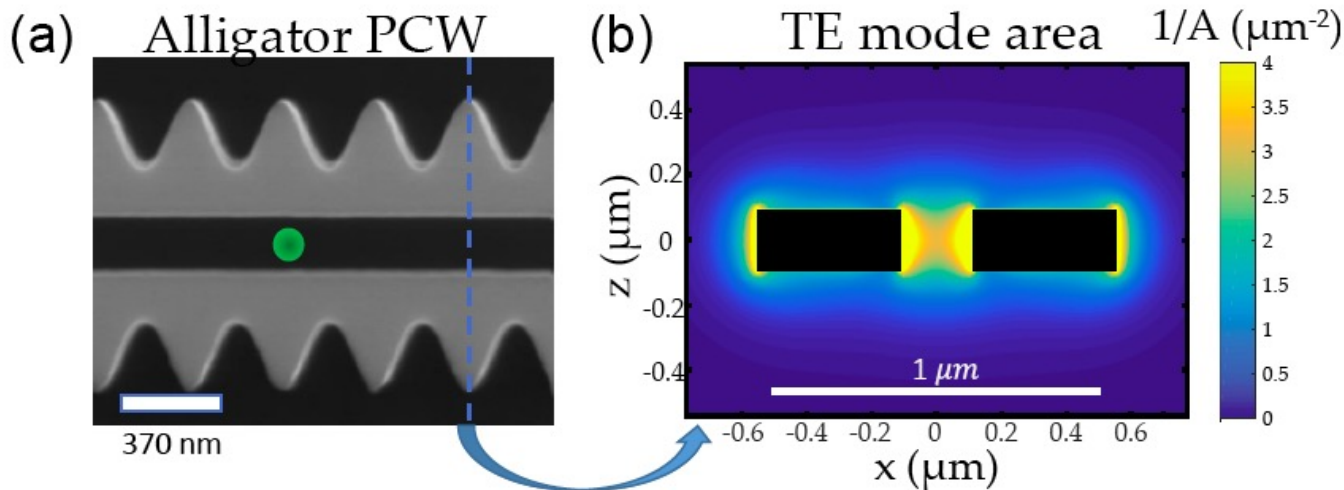 (a) Alligator PCW
370 nm
(b) TE mode area
1/A (μm⁻²)
z (μm)
0.4
0.2
0
-0.2
-0.4
1 μm
-0.6 -0.4 -0.2 0 0.2 0.4 0.6
x (μm)
4
3.5
3
2.5
2
1.5
1
0.5
0